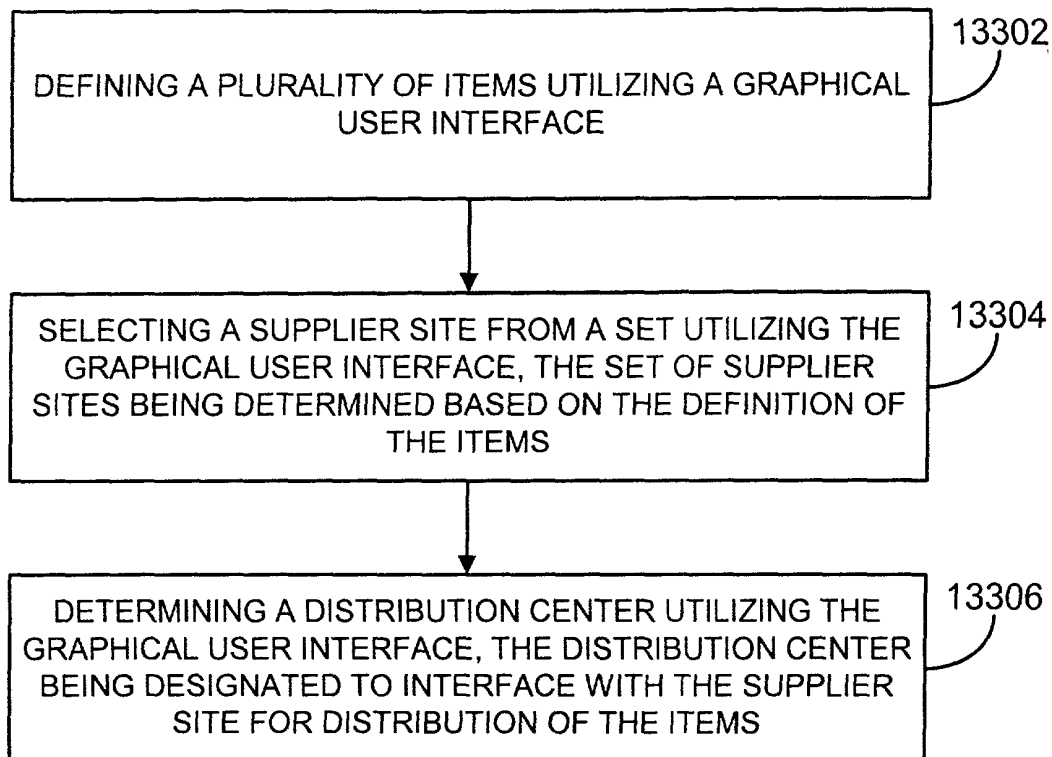 13302
DEFINING A PLURALITY OF ITEMS UTILIZING A GRAPHICAL
USER INTERFACE
13304
SELECTING A SUPPLIER SITE FROM A SET UTILIZING THE
GRAPHICAL USER INTERFACE, THE SET OF SUPPLIER
SITES BEING DETERMINED BASED ON THE DEFINITION OF
THE ITEMS
13306
DETERMINING A DISTRIBUTION CENTER UTILIZING THE
GRAPHICAL USER INTERFACE, THE DISTRIBUTION CENTER
BEING DESIGNATED TO INTERFACE WITH THE SUPPLIER
SITE FOR DISTRIBUTION OF THE ITEMS